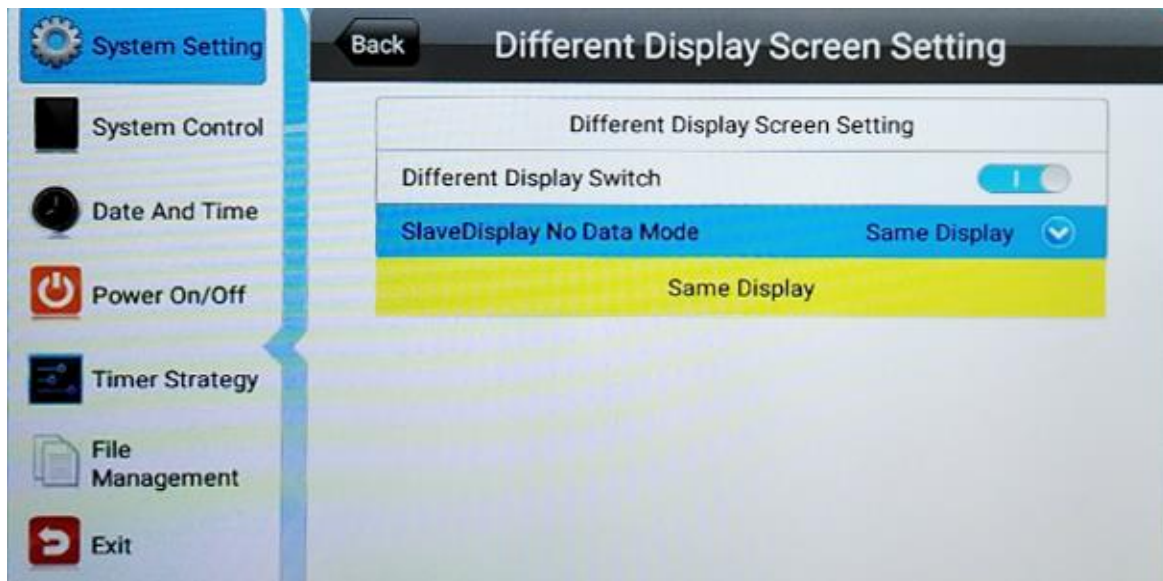 System Setting
System Control
Date And Time
Power On/Off
Timer Strategy
File
Management
Exit
Back
Different Display Screen Setting
Different Display Screen Setting
Different Display Switch
SlaveDisplay No Data Mode Same Display
Same Display